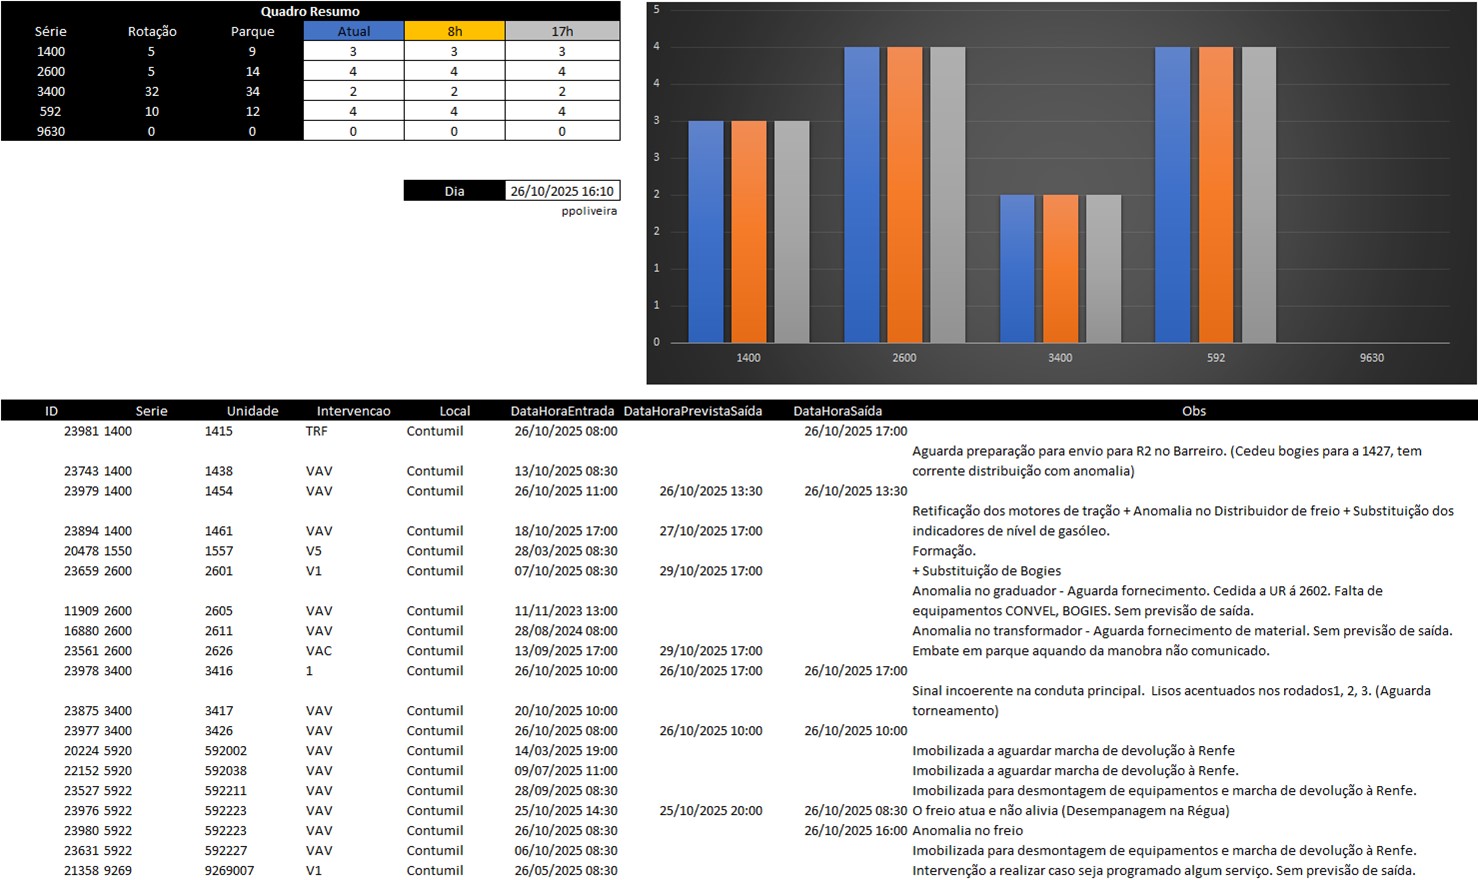 Quadro Resumo
Série Rotação Parque Atual 8h 17h
1400 5 9 3 3 3
2600 5 14 4 4 4
3400 32 34 2 2 2
592 10 12 4 4 4
9630 0 0 0 0 0
Dia 26/10/2025 16:10
ppoliveira
5
4
4
3
3
2
2
1
1
0
1400 2600 3400 592 9630
ID Serie Unidade Intervencao Local DataHoraEntrada DataHoraPrevistaSaída DataHoraSaída Obs
23981 1400 1415 TRF Contumil 26/10/2025 08:00 26/10/2025 17:00
Aguarda preparação para envio para R2 no Barreiro. (Cedeu bogies para a 1427, tem
23743 1400 1438 VAV Contumil 13/10/2025 08:30 corrente distribuição com anomalia)
23979 1400 1454 VAV Contumil 26/10/2025 11:00 26/10/2025 13:30 26/10/2025 13:30
Retificação dos motores de tração + Anomalia no Distribuidor de freio + Substituição dos
23894 1400 1461 VAV Contumil 18/10/2025 17:00 27/10/2025 17:00 indicadores de nível de gasóleo.
20478 1550 1557 V5 Contumil 28/03/2025 08:30 Formação.
23659 2600 2601 V1 Contumil 07/10/2025 08:30 29/10/2025 17:00 + Substituição de Bogies
Anomalia no graduador - Aguarda fornecimento. Cedida a UR á 2602. Falta de
11909 2600 2605 VAV Contumil 11/11/2023 13:00 equipamentos CONVEL, BOGIES. Sem previsão de saída.
16880 2600 2611 VAV Contumil 28/08/2024 08:00 Anomalia no transformador - Aguarda fornecimento de material. Sem previsão de saída.
23561 2600 2626 VAC Contumil 13/09/2025 17:00 29/10/2025 17:00 Embate em parque aquando da manobra não comunicado.
23978 3400 3416 1 Contumil 26/10/2025 10:00 26/10/2025 17:00 26/10/2025 17:00
Sinal incoerente na conduta principal.  Lisos acentuados nos rodados1, 2, 3. (Aguarda
23875 3400 3417 VAV Contumil 20/10/2025 10:00 torneamento)
23977 3400 3426 VAV Contumil 26/10/2025 08:00 26/10/2025 10:00 26/10/2025 10:00
20224 5920 592002 VAV Contumil 14/03/2025 19:00 Imobilizada a aguardar marcha de devolução à Renfe
22152 5920 592038 VAV Contumil 09/07/2025 11:00 Imobilizada a aguardar marcha de devolução à Renfe.
23527 5922 592211 VAV Contumil 28/09/2025 08:30 Imobilizada para desmontagem de equipamentos e marcha de devolução à Renfe.
23976 5922 592223 VAV Contumil 25/10/2025 14:30 25/10/2025 20:00 26/10/2025 08:30 O freio atua e não alivia (Desempanagem na Régua)
23980 5922 592223 VAV Contumil 26/10/2025 08:30 26/10/2025 16:00 Anomalia no freio
23631 5922 592227 VAV Contumil 06/10/2025 08:30 Imobilizada para desmontagem de equipamentos e marcha de devolução à Renfe.
21358 9269 9269007 V1 Contumil 26/05/2025 08:30 Intervenção a realizar caso seja programado algum serviço. Sem previsão de saída.